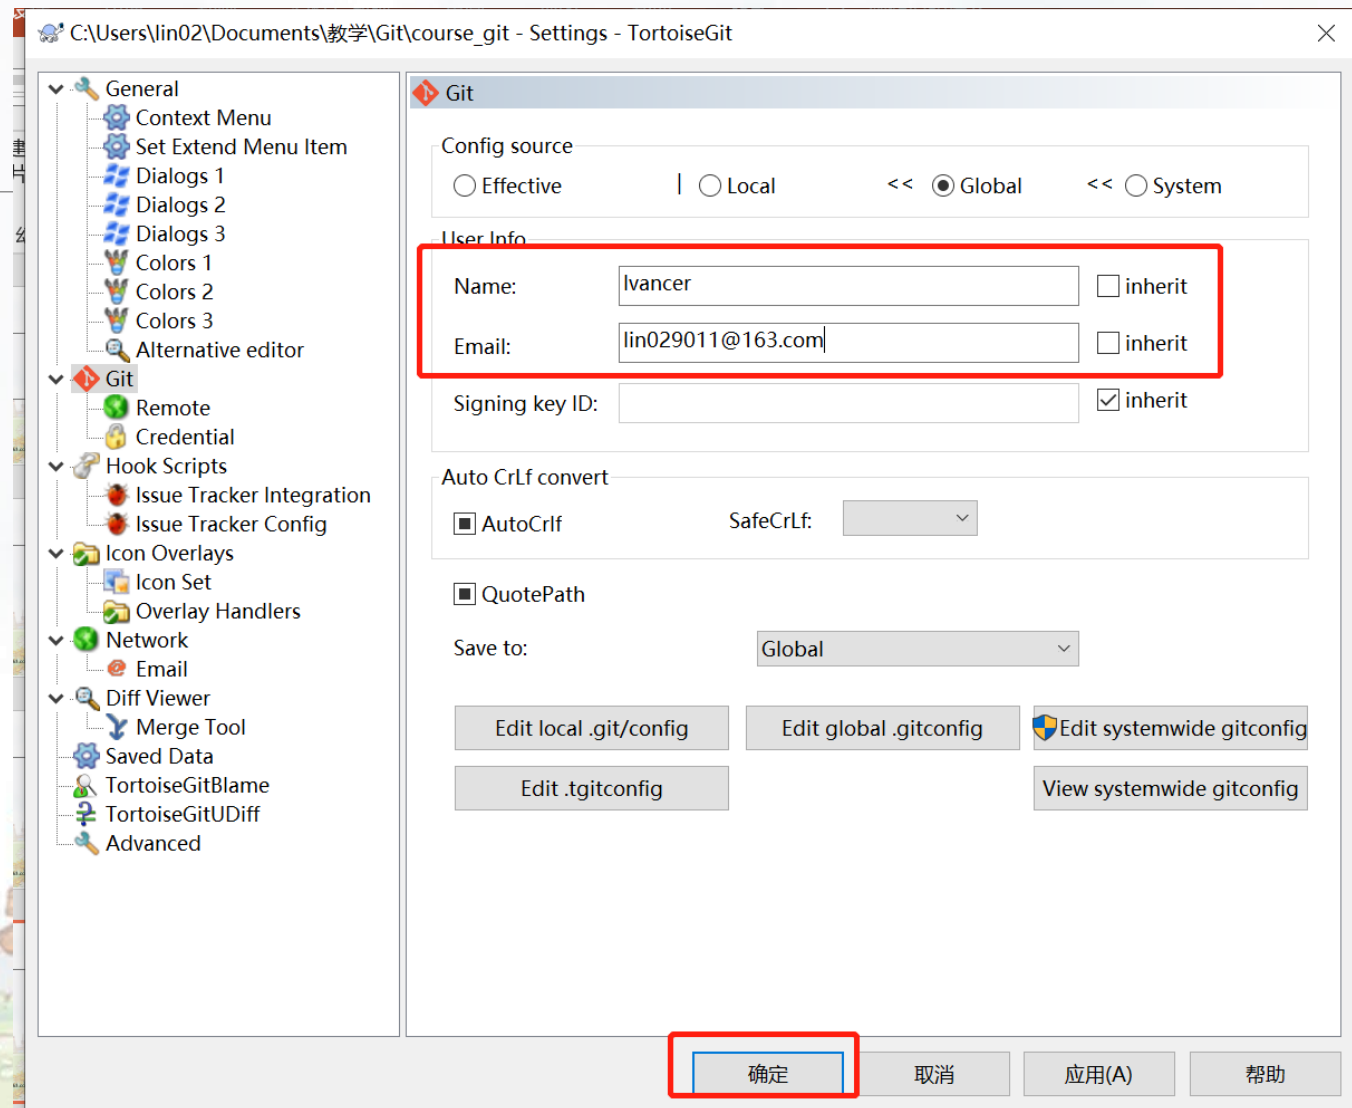 C:\Users\lin02\Documents\教学\Git\course_git - Settings - TortoiseGit
General
Context Menu
Set Extend Menu Item
Dialogs 1
Dialogs 2
Dialogs 3
Colors 1
Colors 2
Colors 3
Alternative editor
Git
Remote
Credential
Hook Scripts
Issue Tracker Integration
Issue Tracker Config
Icon Overlays
Icon Set
Overlay Handlers
Network
Email
Diff Viewer
Merge Tool
Saved Data
TortoiseGitBlame
TortoiseGitUDiff
Advanced
Git
Config source
Effective | Local << Global << System
User Info
Name: lvancer inherit
Email: lin029011@163.com inherit
Signing key ID: inherit
Auto CrLf convert
AutoCrlf SafeCrLf:
QuotePath
Save to: Global
Edit local .git/config Edit global .gitconfig Edit systemwide gitconfig
Edit .tgitconfig View systemwide gitconfig
确定 取消 应用(A) 帮助